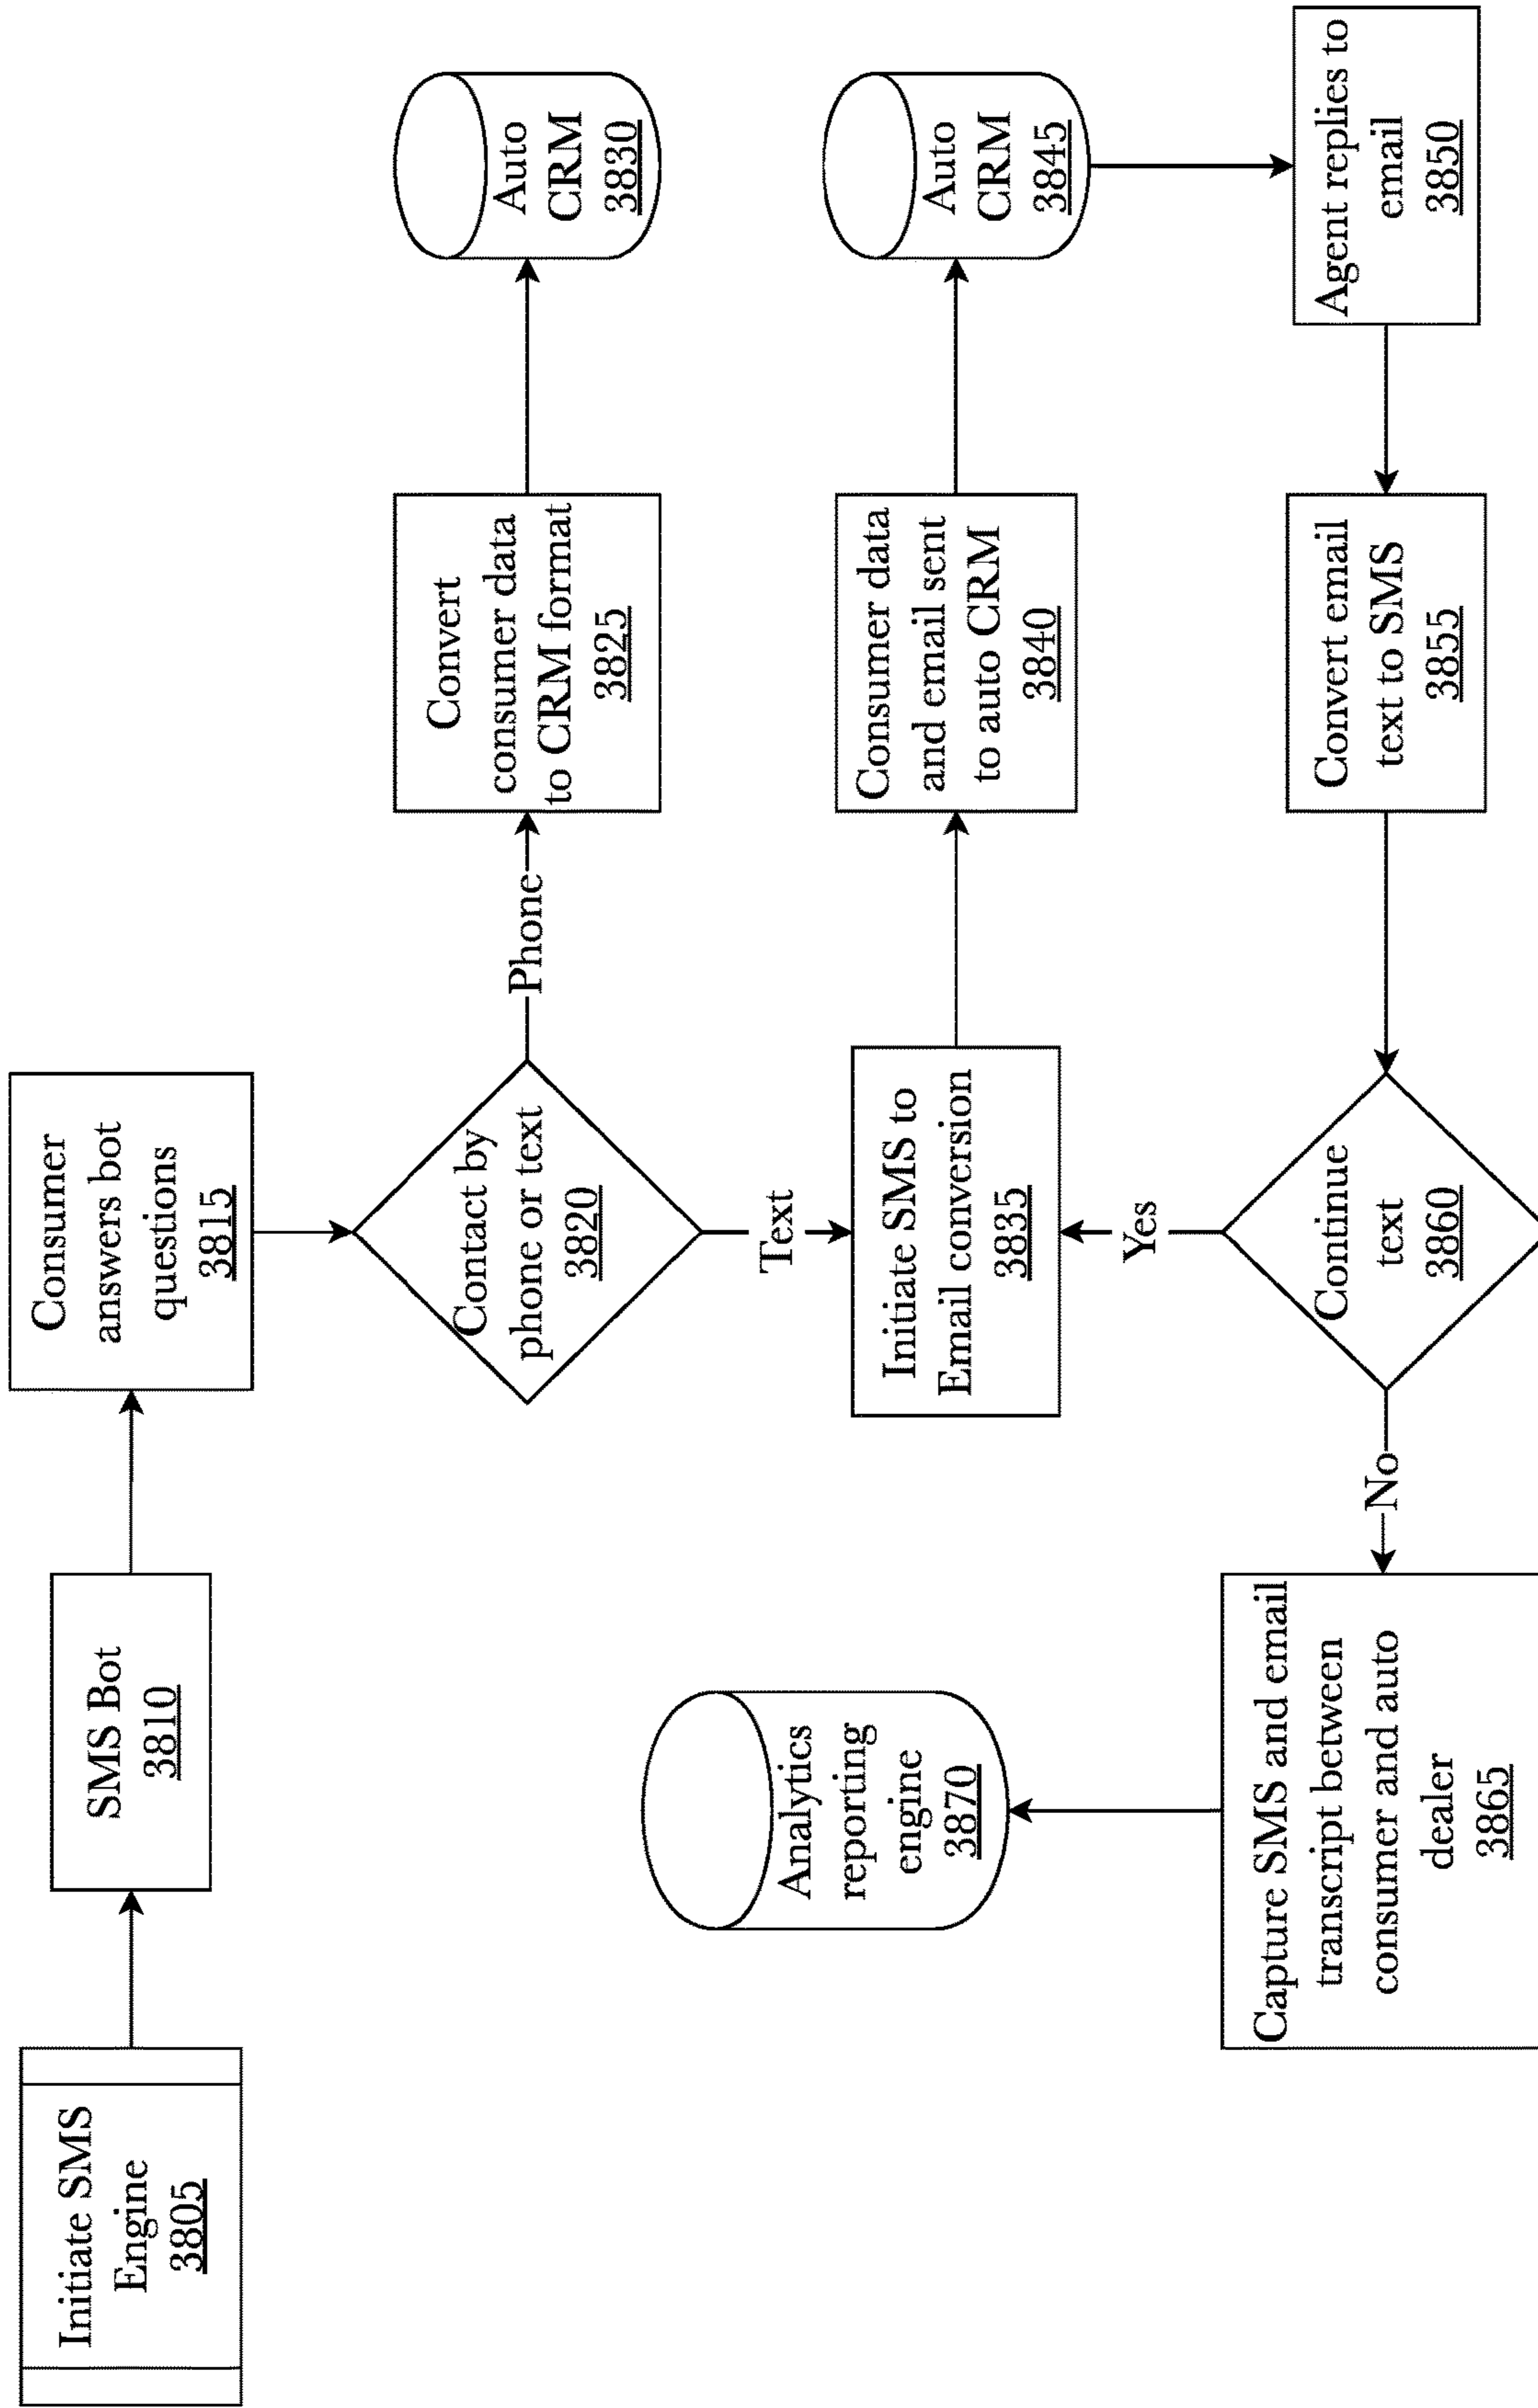 Initiate SMS
Engine
3805
SMS Bot
3810
Consumer
answers bot
questions
3815
Contact by
phone or text
3820
Phone
Convert
consumer data
to CRM format
3825
Auto
CRM
3830
Text
Initiate SMS to
Email conversion
3835
Consumer data
and email sent
to auto CRM
3840
Auto
CRM
3845
Agent replies to
email
3850
Convert email
text to SMS
3855
Continue
text
3860
Yes
No
Capture SMS and email
transcript between
consumer and auto
dealer
3865
Analytics
reporting
engine
3870